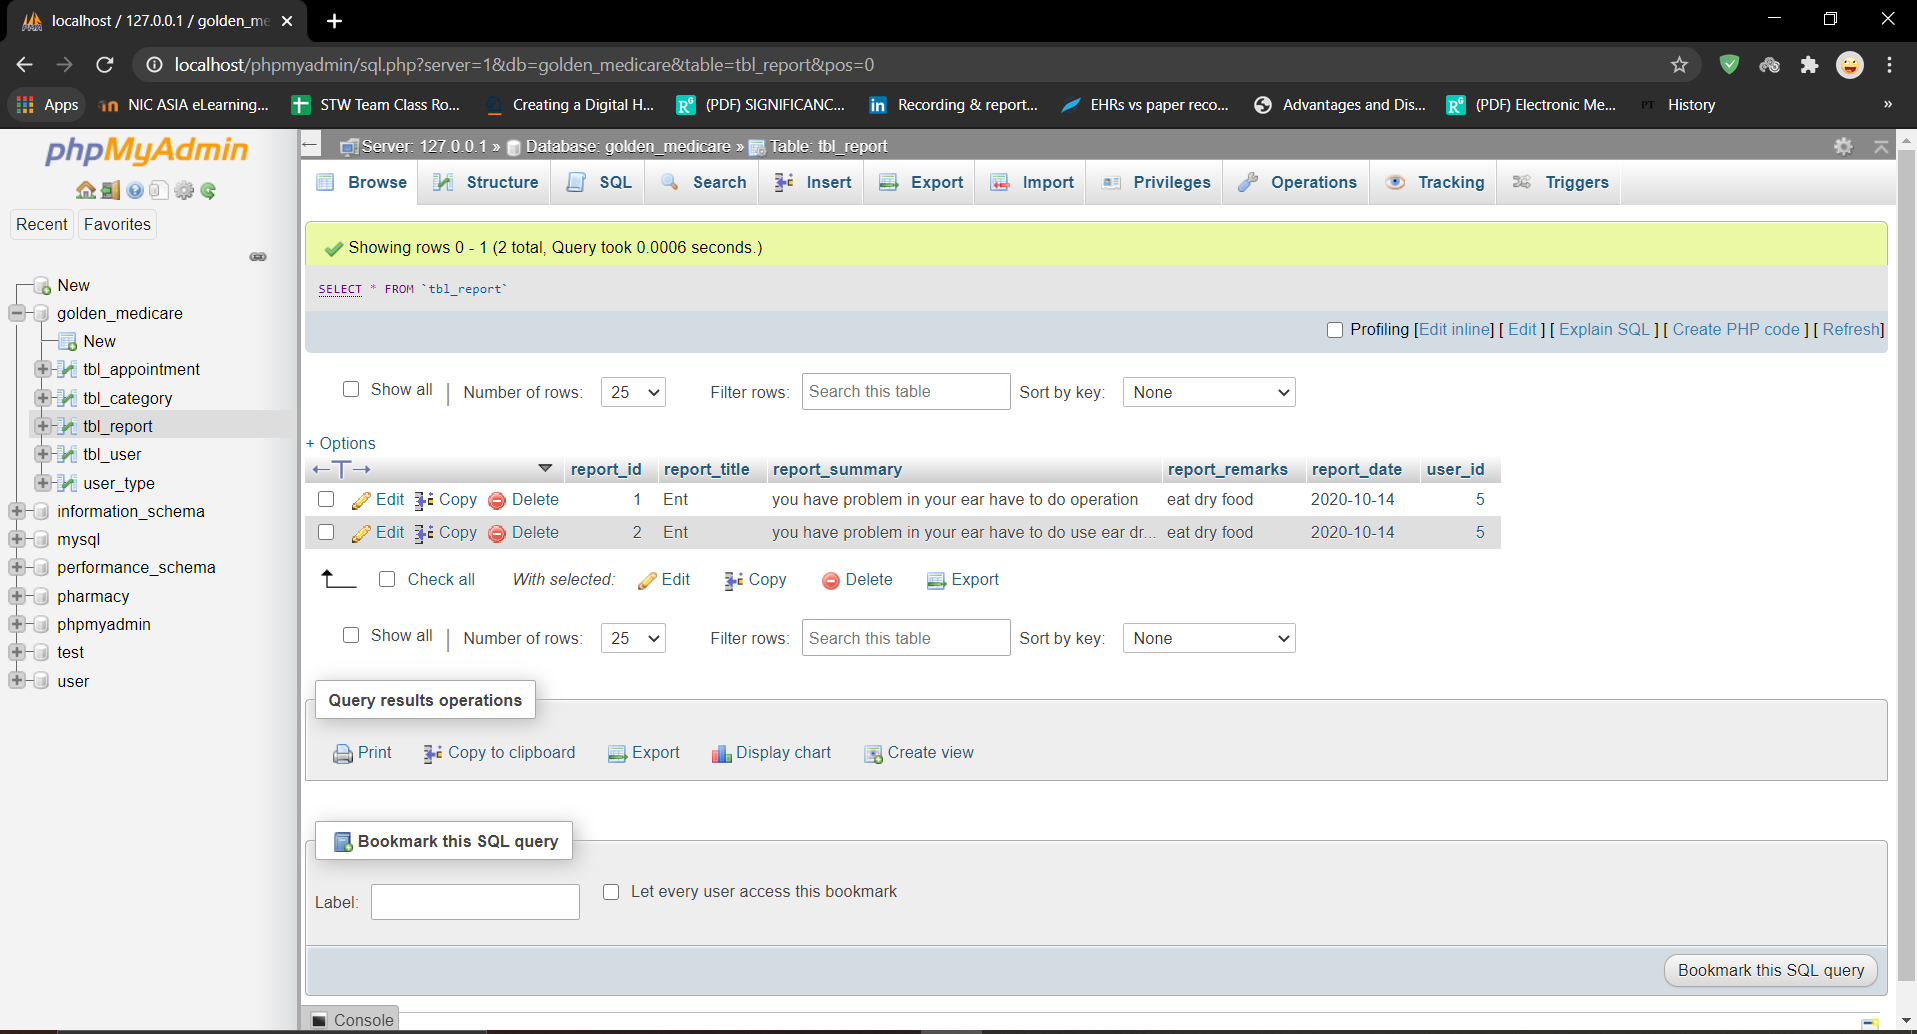 localhost / 127.0.0.1 / golden_me
localhost/phpmyadmin/sql.php?server=1&db=golden_medicare&table=tbl_report&pos=0
Apps NIC ASIA eLearning... STW Team Class Ro... Creating a Digital H... (PDF) SIGNIFICANC... Recording & report... EHRs vs paper reco... Advantages and Dis... (PDF) Electronic Me... PT History »
phpMyAdmin
Recent Favorites
New
golden_medicare
New
tbl_appointment
tbl_category
tbl_report
tbl_user
user_type
information_schema
mysql
performance_schema
pharmacy
phpmyadmin
test
user
Server: 127.0.0.1 » Database: golden_medicare » Table: tbl_report
Browse Structure SQL Search Insert Export Import Privileges Operations Tracking Triggers
Showing rows 0 - 1 (2 total, Query took 0.0006 seconds.)
SELECT * FROM `tbl_report`
Profiling [Edit inline] [ Edit ] [ Explain SQL ] [ Create PHP code ] [ Refresh]
Show all | Number of rows: 25 Filter rows: Search this table Sort by key: None
+ Options
←T→ report_id report_title report_summary report_remarks report_date user_id
Edit Copy Delete 1 Ent you have problem in your ear have to do operation eat dry food 2020-10-14 5
Edit Copy Delete 2 Ent you have problem in your ear have to do use ear dr... eat dry food 2020-10-14 5
Check all With selected: Edit Copy Delete Export
Show all | Number of rows: 25 Filter rows: Search this table Sort by key: None
Query results operations
Print Copy to clipboard Export Display chart Create view
Bookmark this SQL query
Label: Let every user access this bookmark
Bookmark this SQL query
Console